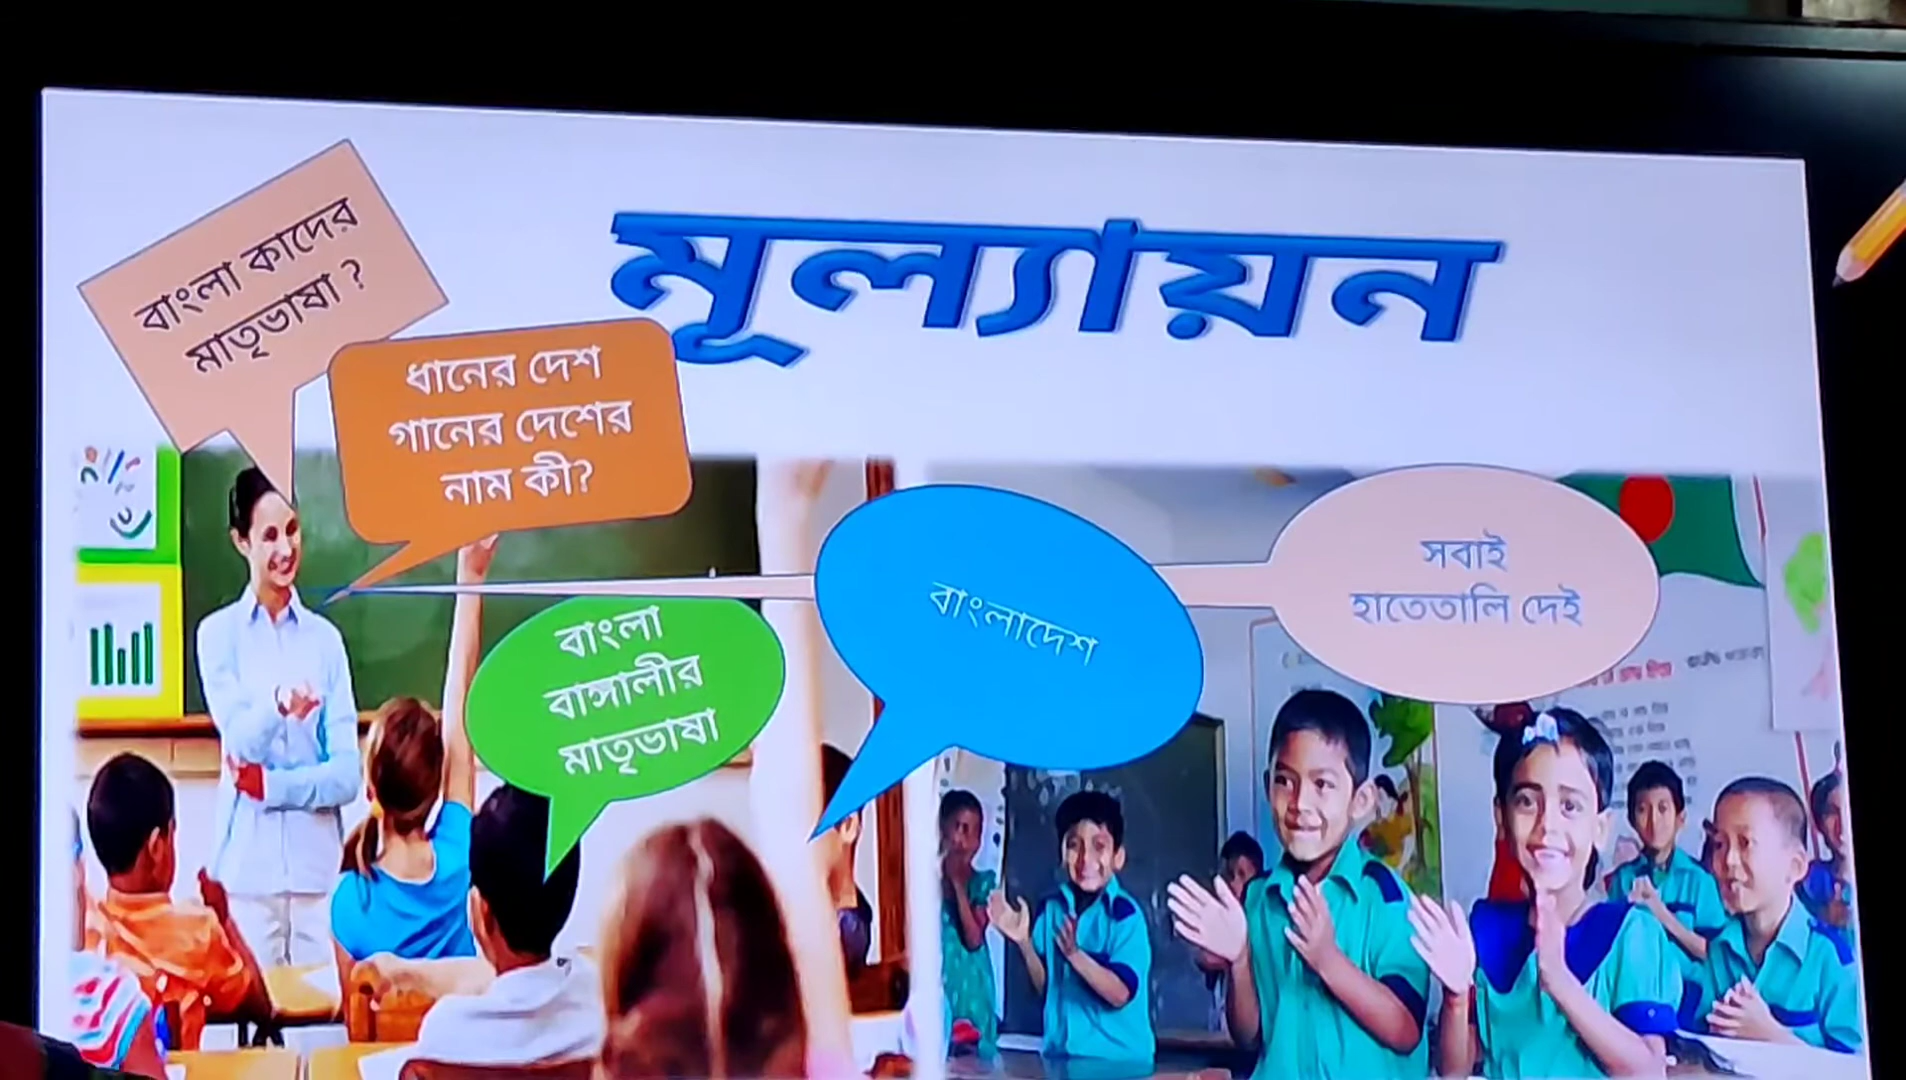 মূল্যায়ন
বাংলা কাদের
মাতৃভাষা ?
ধানের দেশ
গানের দেশের
নাম কী?
বাংলা
বাঙ্গালীর
মাতৃভাষা
বাংলাদেশ
সবাই
হাতেতালি দেই